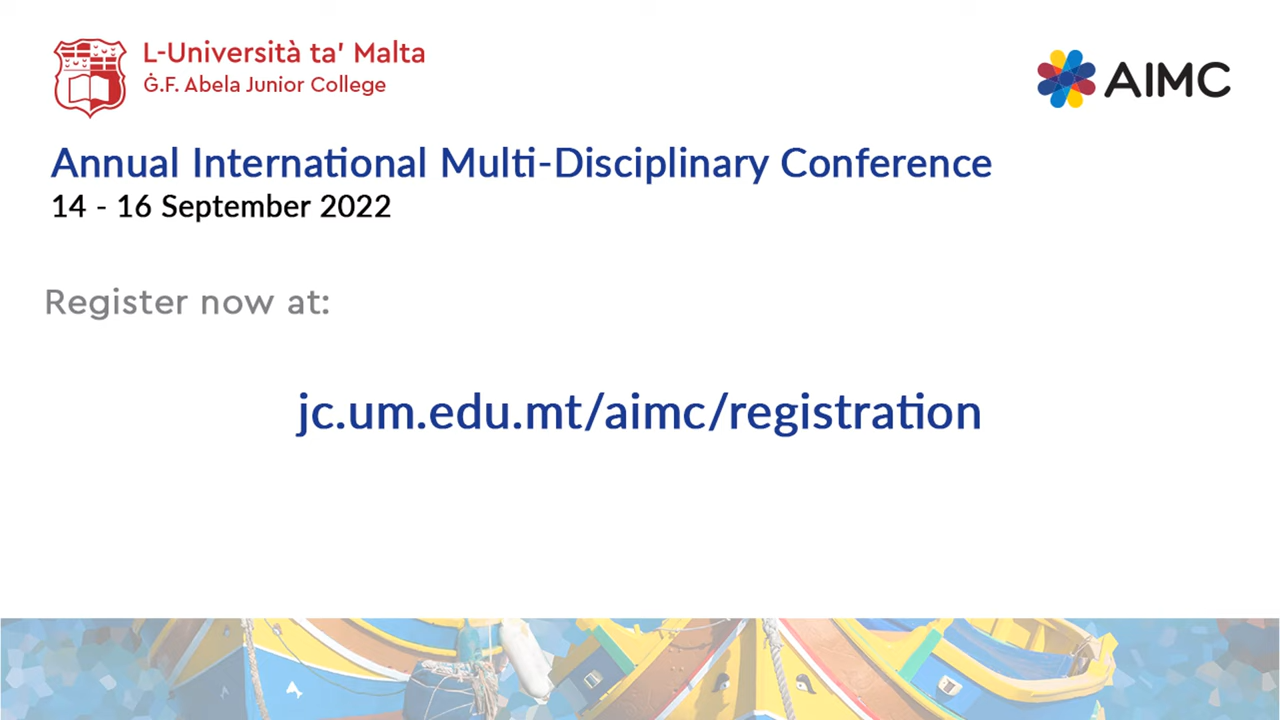 L-Università ta' Malta
Ġ.F. Abela Junior College
AIMC
Annual International Multi-Disciplinary Conference
14 - 16 September 2022
Register now at:
jc.um.edu.mt/aimc/registration